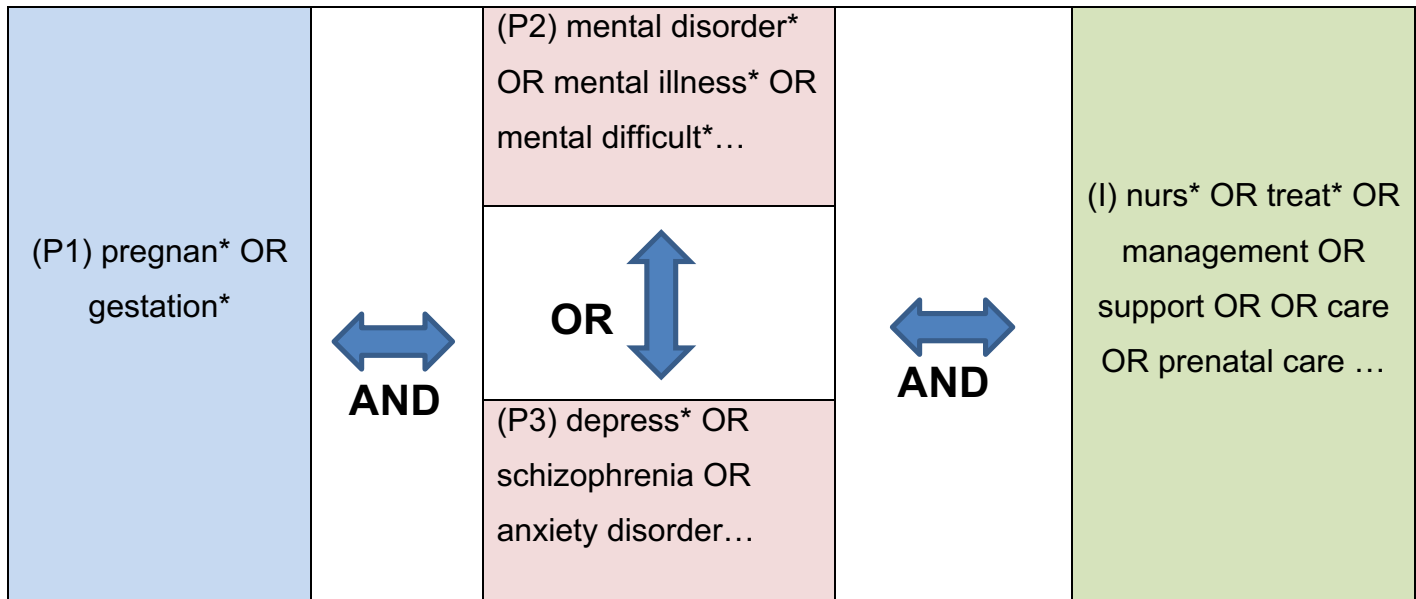 (P1) pregnan* OR
gestation*
AND
(P2) mental disorder*
OR mental illness* OR
mental difficult*…
OR
(P3) depress* OR
schizophrenia OR
anxiety disorder…
AND
(I) nurs* OR treat* OR
management OR
support OR OR care
OR prenatal care …